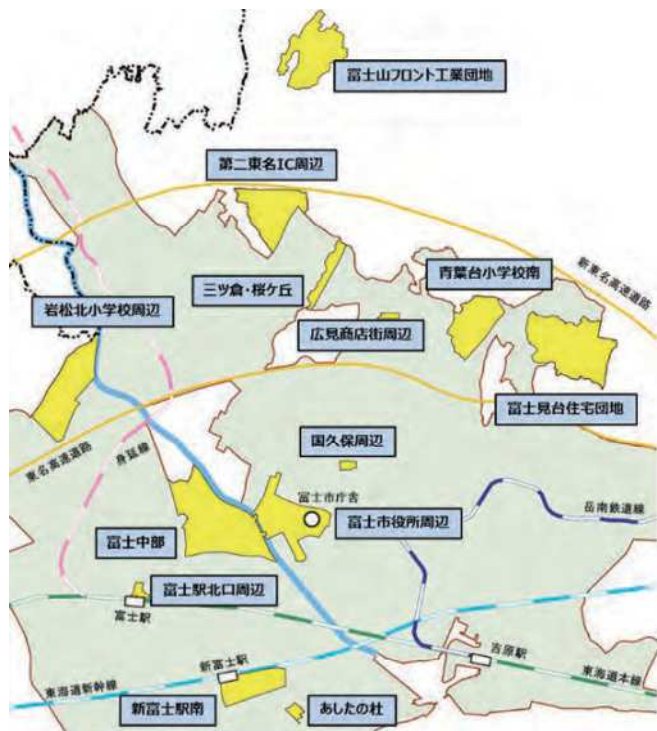 富士山フロント工業団地
第二東名IC周辺
新東名高速道路
三ツ倉・桜ケ丘
青葉台小学校南
岩松北小学校周辺
広見商店街周辺
富士見台住宅団地
東名高速道路
身延線
国久保周辺
富士市庁舎
岳南鉄道線
富士中部
富士市役所周辺
富士駅北口周辺
富士駅
吉原駅
新富士駅
東海道新幹線
東海道本線
新富士駅南
あしたの杜